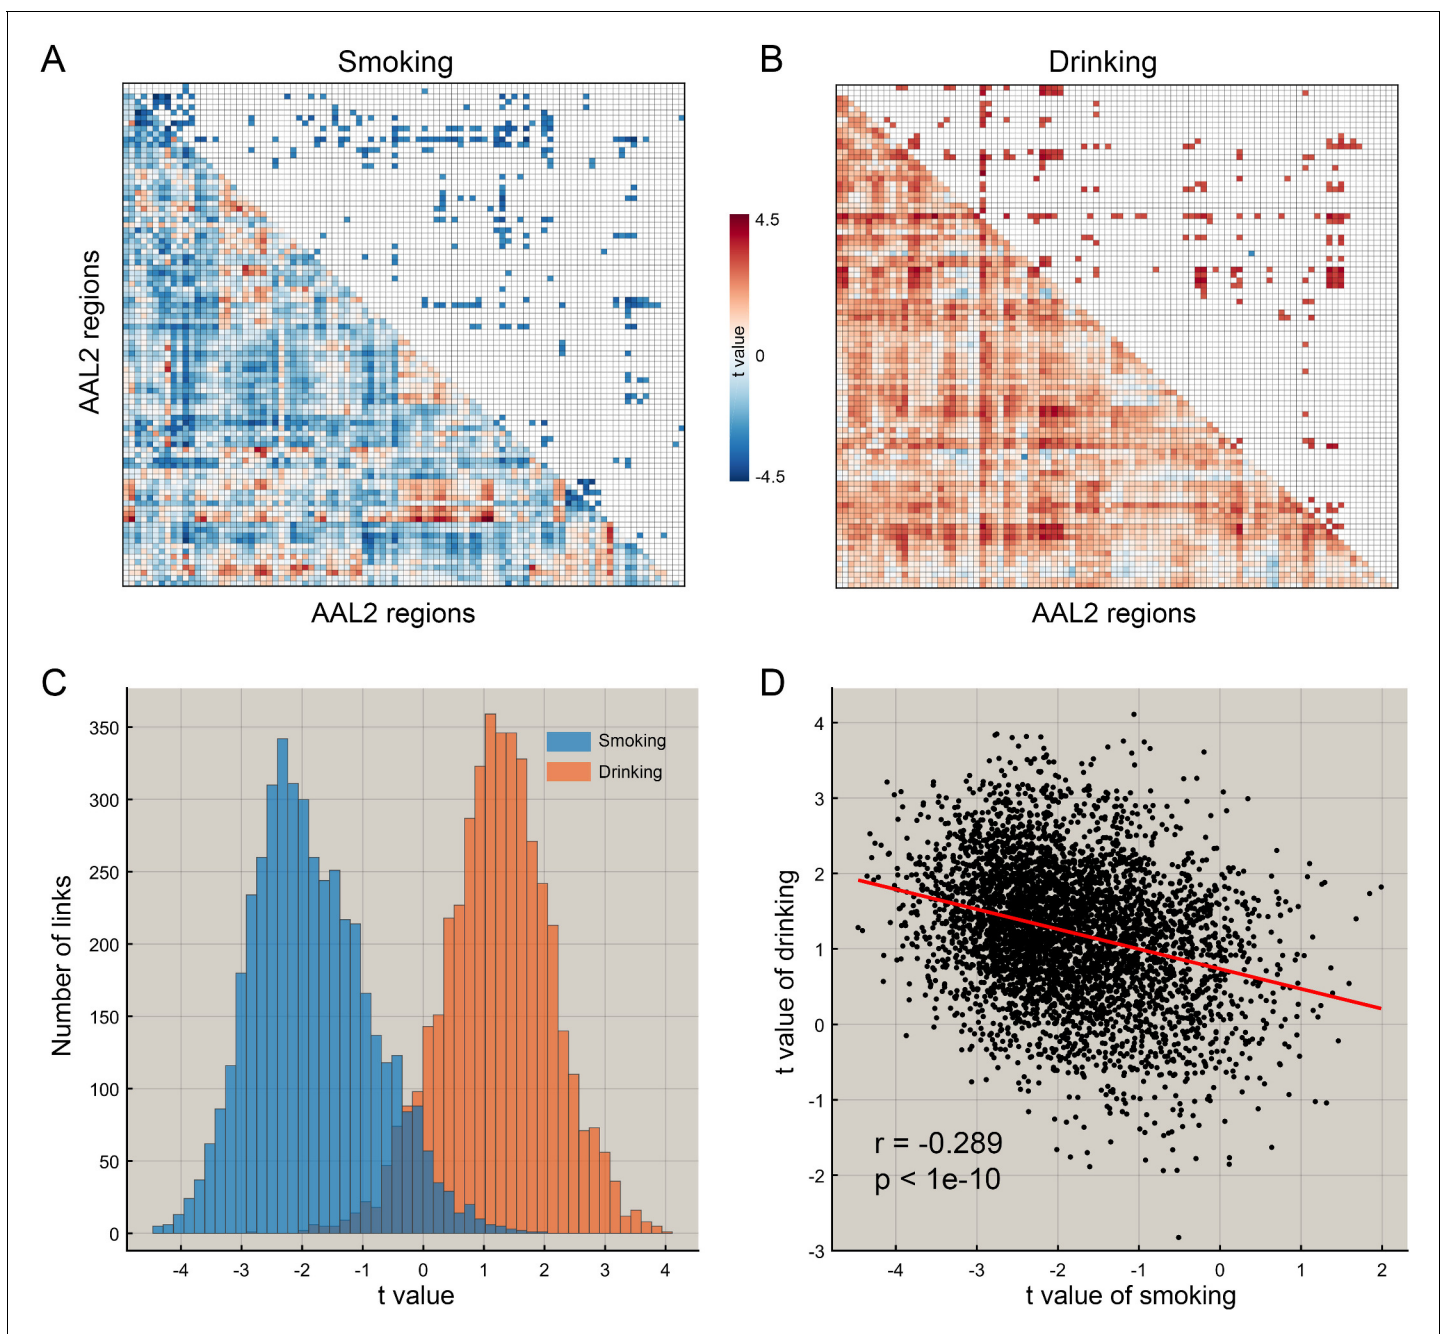 A
Smoking
B
Drinking
AAL2 regions
AAL2 regions
4.5
0
-4.5
t value
AAL2 regions
C
350
300
250
200
150
100
50
0
Number of links
Smoking
Drinking
-4 -3 -2 -1 0 1 2 3 4
t value
D
4
3
2
1
0
-1
-2
-3
t value of drinking
r = -0.289
p < 1e-10
-4 -3 -2 -1 0 1 2
t value of smoking